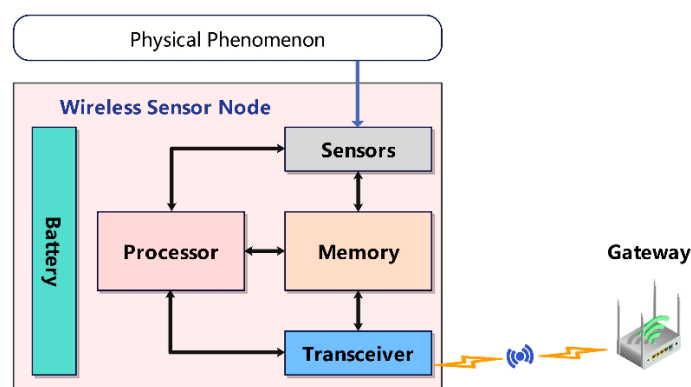 Physical Phenomenon
Wireless Sensor Node
Sensors
Battery
Processor
Memory
Gateway
Transceiver